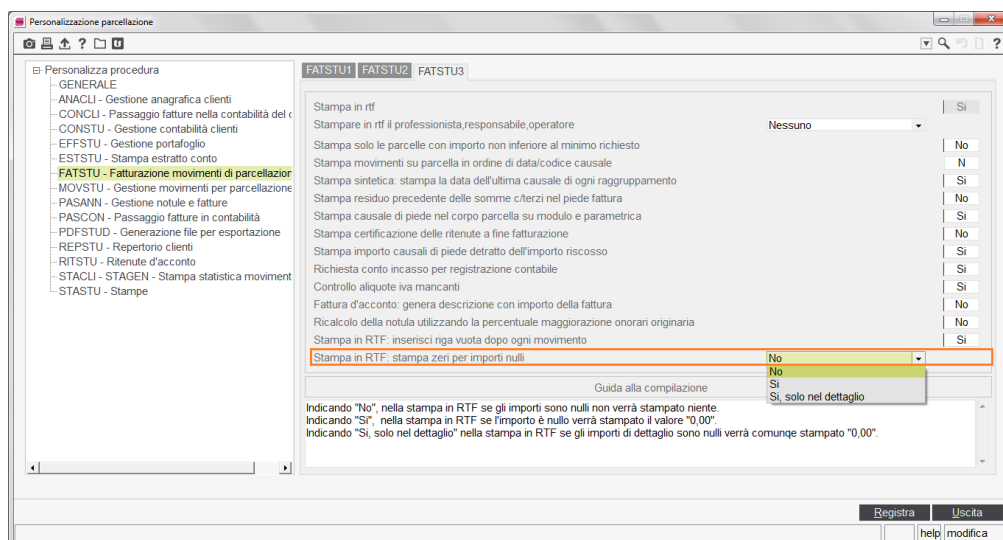 Personalizzazione parcellazione
Personalizza procedura
GENERALE
ANACLI - Gestione anagrafica clienti
CONCLI - Passaggio fatture nella contabilità del c
CONSTU - Gestione contabilità clienti
EFFSTU - Gestione portafoglio
ESTSTU - Stampa estratto conto
FATSTU - Fatturazione movimenti di parcellazion
MOVSTU - Gestione movimenti per parcellazione
PASANN - Gestione notule e fatture
PASCON - Passaggio fatture in contabilità
PDFSTUD - Generazione file per esportazione
REPSTU - Repertorio clienti
RITSTU - Ritenute d'acconto
STACLI - STAGEN - Stampa statistica moviment
STASTU - Stampe
FATSTU1 FATSTU2 FATSTU3
Stampa in rtf Si
Stampare in rtf il professionista,responsabile,operatore Nessuno
Stampa solo le parcelle con importo non inferiore al minimo richiesto No
Stampa movimenti su parcella in ordine di data/codice causale N
Stampa sintetica: stampa la data dell'ultima causale di ogni raggruppamento Si
Stampa residuo precedente delle somme c/terzi nel piede fattura No
Stampa causale di piede nel corpo parcella su modulo e parametrica Si
Stampa certificazione delle ritenute a fine fatturazione No
Stampa importo causali di piede detratto dell'importo riscosso Si
Richiesta conto incasso per registrazione contabile Si
Controllo aliquote iva mancanti Si
Fattura d'acconto: genera descrizione con importo della fattura No
Ricalcolo della notula utilizzando la percentuale maggiorazione onorari originaria No
Stampa in RTF: inserisci riga vuota dopo ogni movimento Si
Stampa in RTF: stampa zeri per importi nulli No
No
Si
Si, solo nel dettaglio
Guida alla compilazione
Indicando "No", nella stampa in RTF se gli importi sono nulli non verrà stampato niente.
Indicando "Si", nella stampa in RTF se l'importo è nullo verrà stampato il valore "0,00".
Indicando "Si, solo nel dettaglio" nella stampa in RTF se gli importi di dettaglio sono nulli verrà comunqe stampato "0,00".
Registra Uscita
help modifica